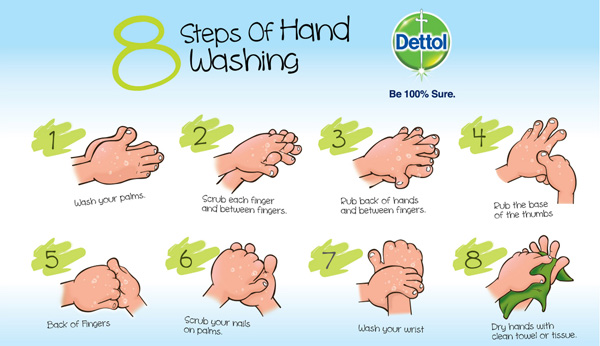 8 Steps Of Hand
Washing
Dettol
Be 100% Sure.
1
Wash your palms.
2
Scrub each finger
and between fingers.
3
Rub back of hands
and between fingers.
4
Rub the base
of the thumbs
5
Back of Fingers
6
Scrub your nails
on palms.
7
Wash your wrist
8
Dry hands with
clean towel or tissue.